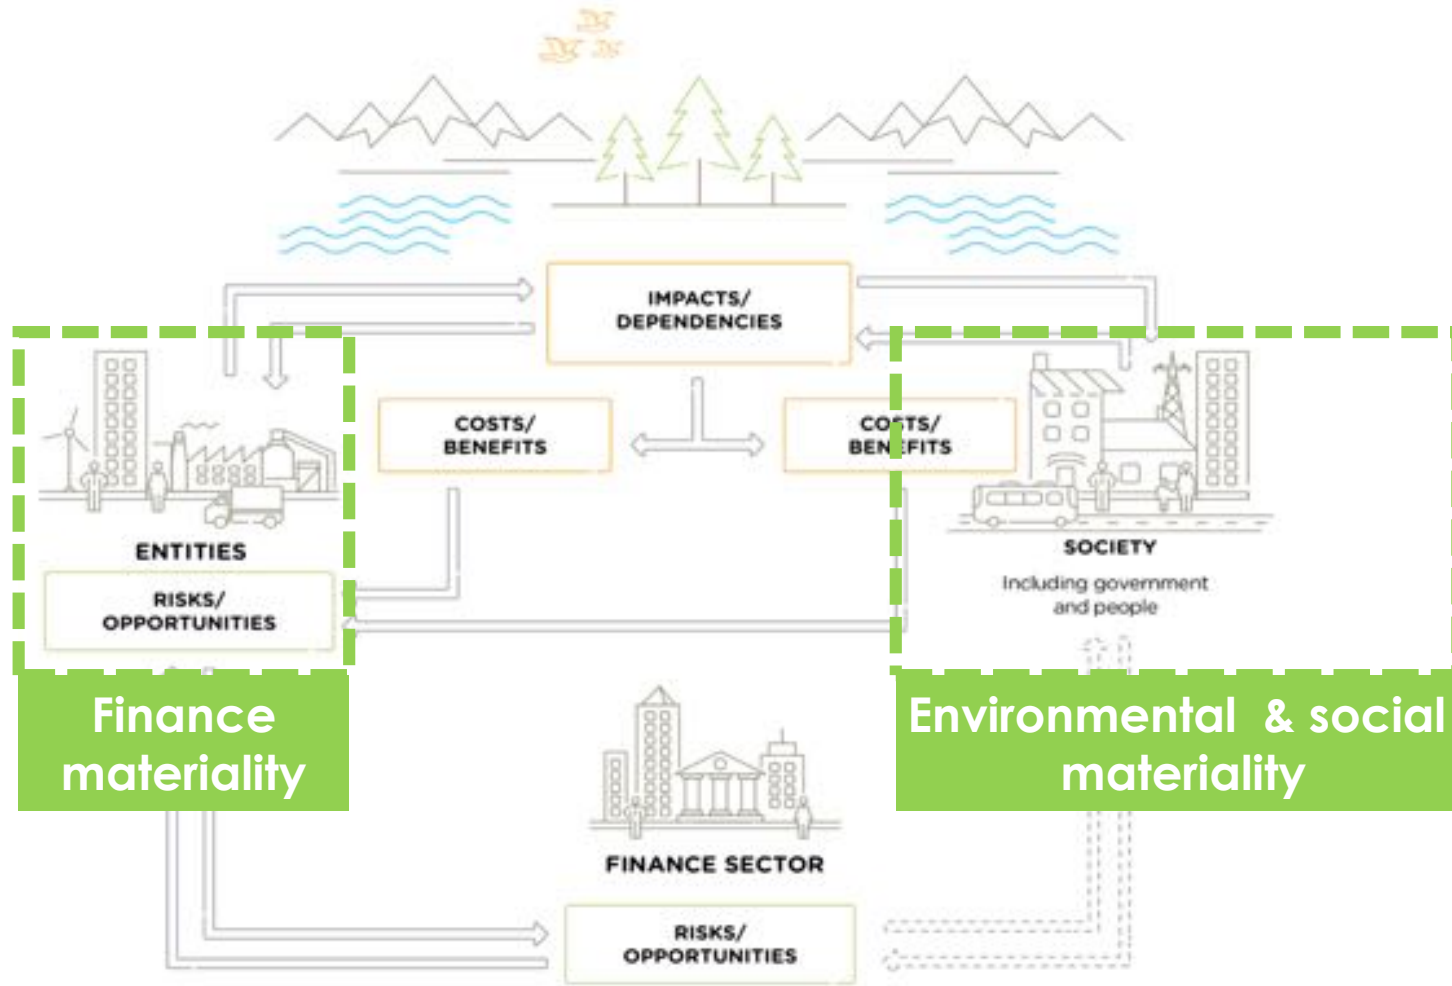 IMPACTS/
DEPENDENCIES
COSTS/
BENEFITS
COSTS/
BENEFITS
ENTITIES
RISKS/
OPPORTUNITIES
SOCIETY
Including government
and people
Finance
materiality
Environmental & social
materiality
FINANCE SECTOR
RISKS/
OPPORTUNITIES